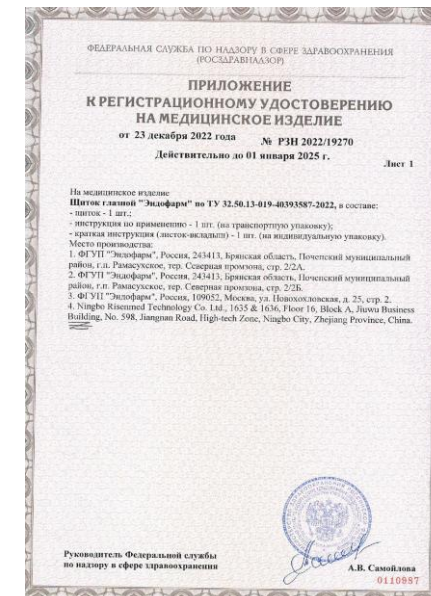 ФЕДЕРАЛЬНАЯ СЛУЖБА ПО НАДЗОРУ В СФЕРЕ ЗДРАВООХРАНЕНИЯ
(РОСЗДРАВНАДЗОР)
ПРИЛОЖЕНИЕ
К РЕГИСТРАЦИОННОМУ УДОСТОВЕРЕНИЮ
НА МЕДИЦИНСКОЕ ИЗДЕЛИЕ
от 23 декабря 2022 года № РЗН 2022/19270
Действительно до 01 января 2025 г.
Лист 1
На медицинское изделие
Щиток глазной "Эндофарм" по ТУ 32.50.13-019-40393587-2022, в составе:
- щиток - 1 шт.;
- инструкция по применению - 1 шт. (на транспортную упаковку);
- краткая инструкция (листок-вкладыш) - 1 шт. (на индивидуальную упаковку).
Место производства:
1. ФГУП "Эндофарм", Россия, 243413, Брянская область, Почепский муниципальный
район, г.п. Рамасухское, тер. Северная промзона, стр. 2/2А.
2. ФГУП "Эндофарм", Россия, 243413, Брянская область, Почепский муниципальный
район, г.п. Рамасухское, тер. Северная промзона, стр. 2/2Б.
3. ФГУП "Эндофарм", Россия, 109052, Москва, ул. Новохохловская, д. 25, стр. 2.
4. Ningbo Risenmed Technology Co. Ltd., 1635 & 1636, Floor 16, Block A, Jiuwu Business
Building, No. 598, Jiangnan Road, High-tech Zone, Ningbo City, Zhejiang Province, China.
Руководитель Федеральной службы
по надзору в сфере здравоохранения
А.В. Самойлова
0110987